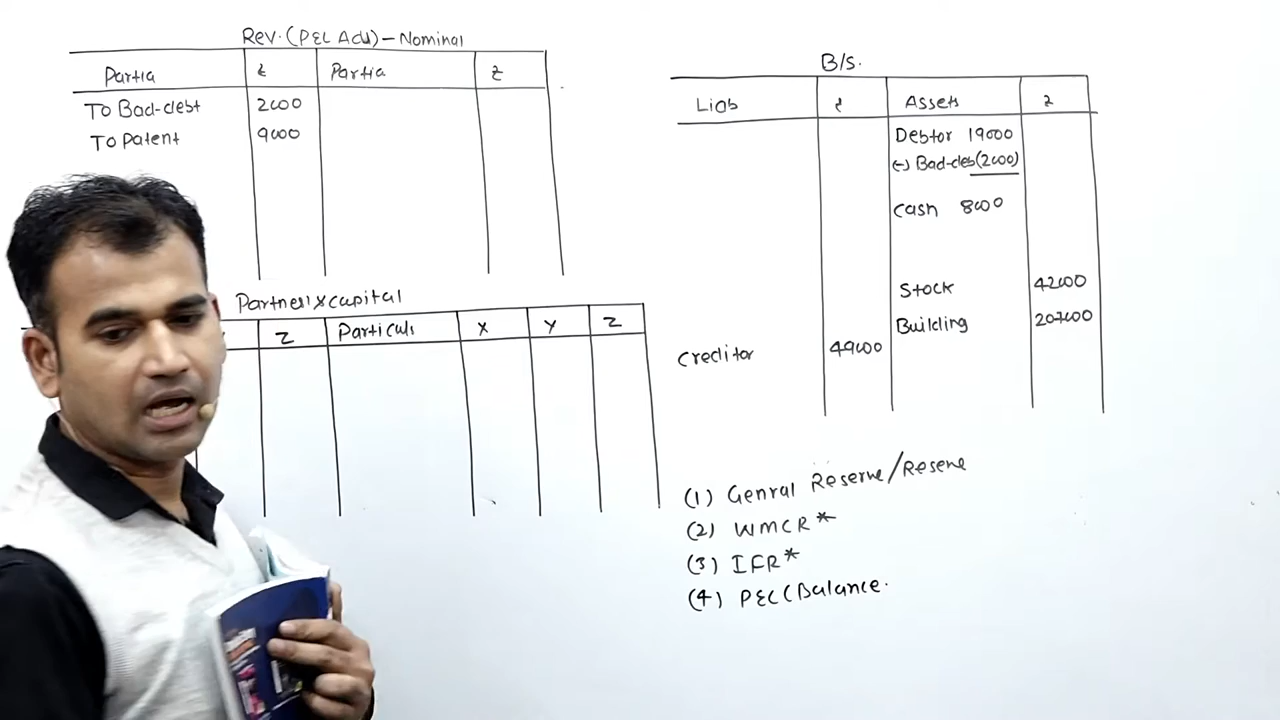 Rev. (P&L Adj) - Nominal
Partia ₹ Partia ₹
To Bad-debt 2000
To Patent 9000
Partner's capital
Z Particuls X Y Z
B/s.
Liab ₹ Assets ₹
Debtor 19000
(-) Bad-deb (2000)
Cash 8000
Stock 42000
Building 207000
Creditor 49000
(1) Genral Reserve/Reserve
(2) WMCR*
(3) IFR*
(4) P&L (Balance.